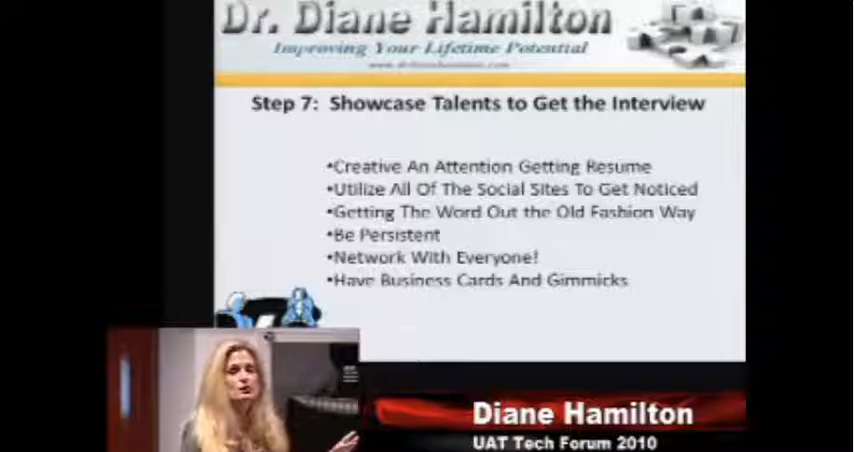 Dr. Diane Hamilton
Improving Your Lifetime Potential
Step 7: Showcase Talents to Get the Interview
•Creative An Attention Getting Resume
•Utilize All Of The Social Sites To Get Noticed
•Getting The Word Out the Old Fashion Way
•Be Persistent
•Network With Everyone!
•Have Business Cards And Gimmicks
Diane Hamilton
UAT Tech Forum 2010